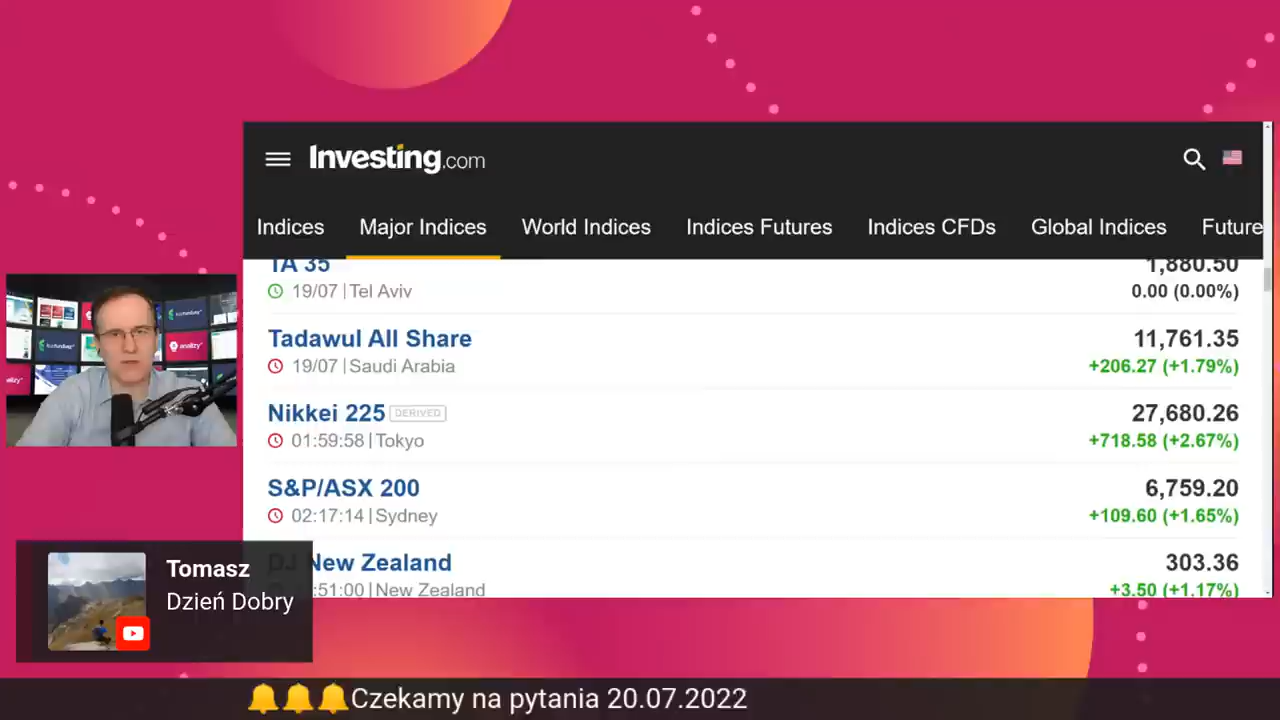 Investing.com
Indices
Major Indices
World Indices
Indices Futures
Indices CFDs
Global Indices
Future
TA 35
1,880.50
19/07 | Tel Aviv
0.00 (0.00%)
Tadawul All Share
11,761.35
19/07 | Saudi Arabia
+206.27 (+1.79%)
Nikkei 225 DERIVED
27,680.26
01:59:58 | Tokyo
+718.58 (+2.67%)
S&P/ASX 200
6,759.20
02:17:14 | Sydney
+109.60 (+1.65%)
DJ New Zealand
303.36
:51:00 | New Zealand
+3.50 (+1.17%)
Tomasz
Dzień Dobry
🔔🔔🔔Czekamy na pytania 20.07.2022